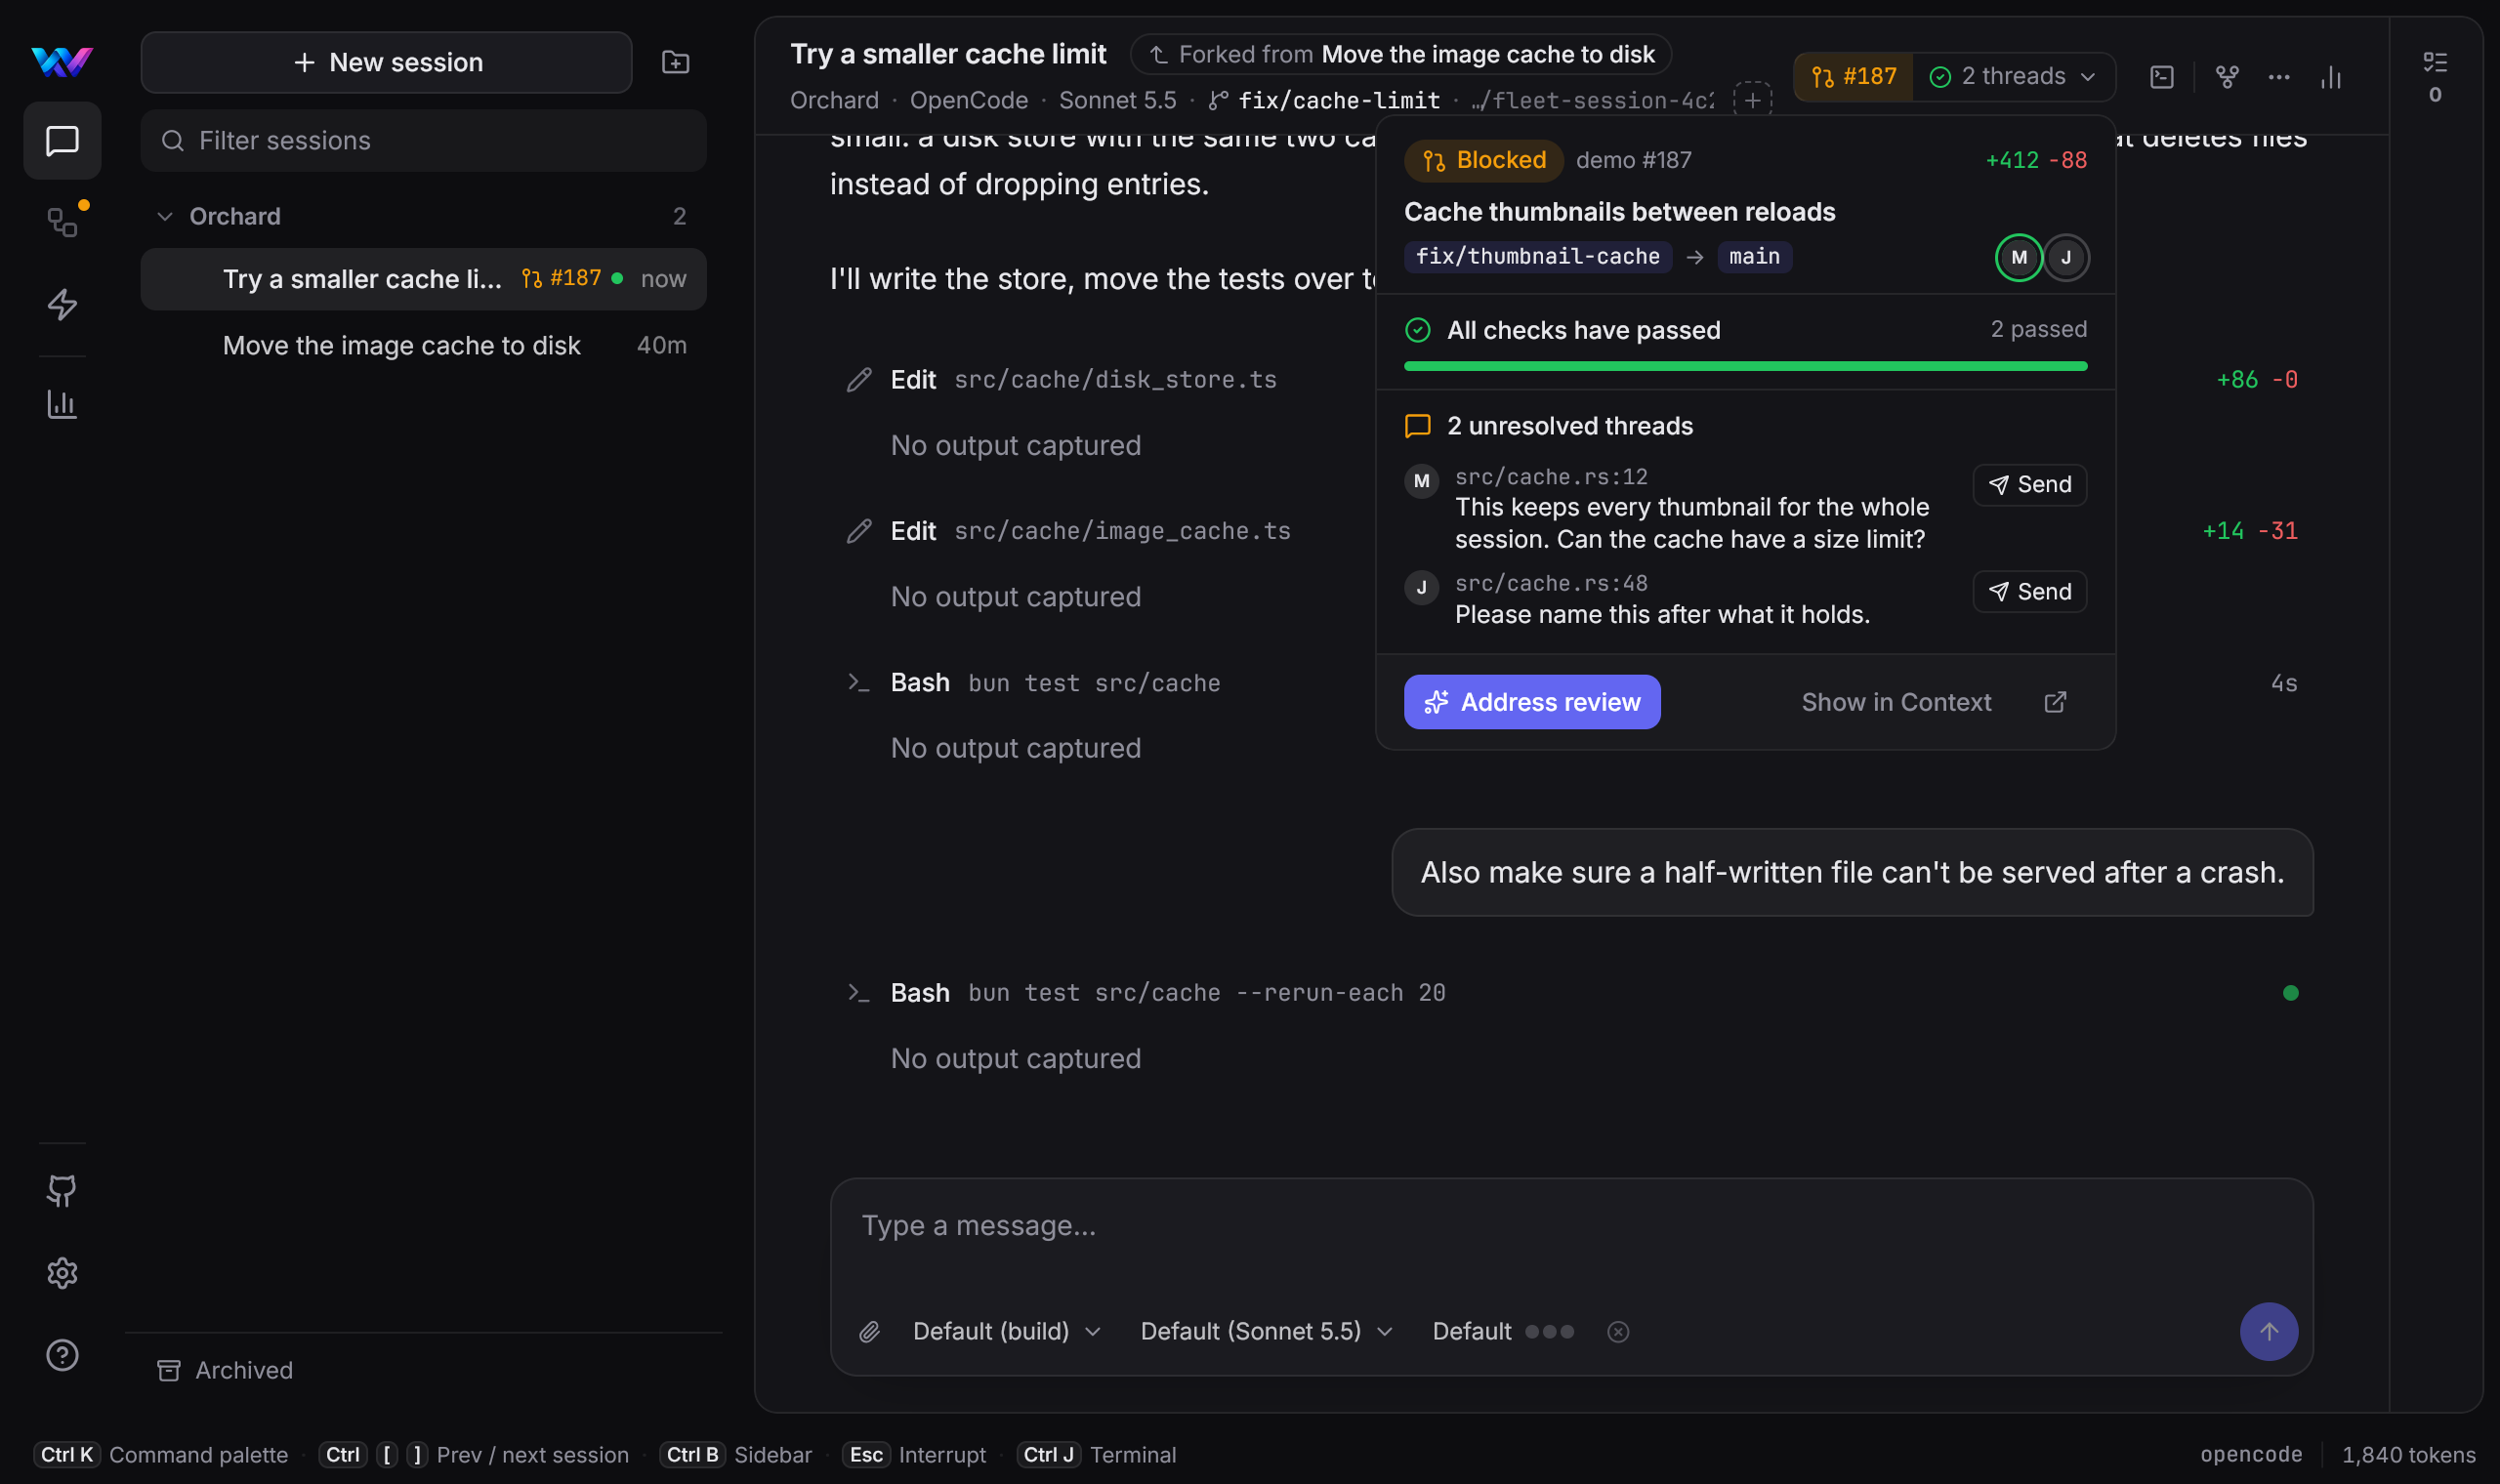 New session
Filter sessions
Orchard 2
Try a smaller cache li... #187 now
Move the image cache to disk 40m
Archived
Try a smaller cache limit Forked from Move the image cache to disk
Orchard · OpenCode · Sonnet 5.5 · fix/cache-limit · ../fleet-session-4c
#187 2 threads
0
small: a disk store with the same two
instead of dropping entries.
deletes files
I'll write the store, move the tests over
Edit src/cache/disk_store.ts +86 -0
No output captured
Edit src/cache/image_cache.ts +14 -31
No output captured
Bash bun test src/cache 4s
No output captured
Blocked demo #187 +412 -88
Cache thumbnails between reloads
fix/thumbnail-cache → main M J
All checks have passed 2 passed
2 unresolved threads
M src/cache.rs:12 Send
This keeps every thumbnail for the whole
session. Can the cache have a size limit?
J src/cache.rs:48 Send
Please name this after what it holds.
Address review Show in Context
Also make sure a half-written file can't be served after a crash.
Bash bun test src/cache --rerun-each 20
No output captured
Type a message...
Default (build) Default (Sonnet 5.5) Default
Ctrl K Command palette · Ctrl [ ] Prev / next session · Ctrl B Sidebar · Esc Interrupt · Ctrl J Terminal
opencode 1,840 tokens